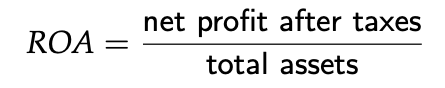 ROA = net profit after taxes / total assets